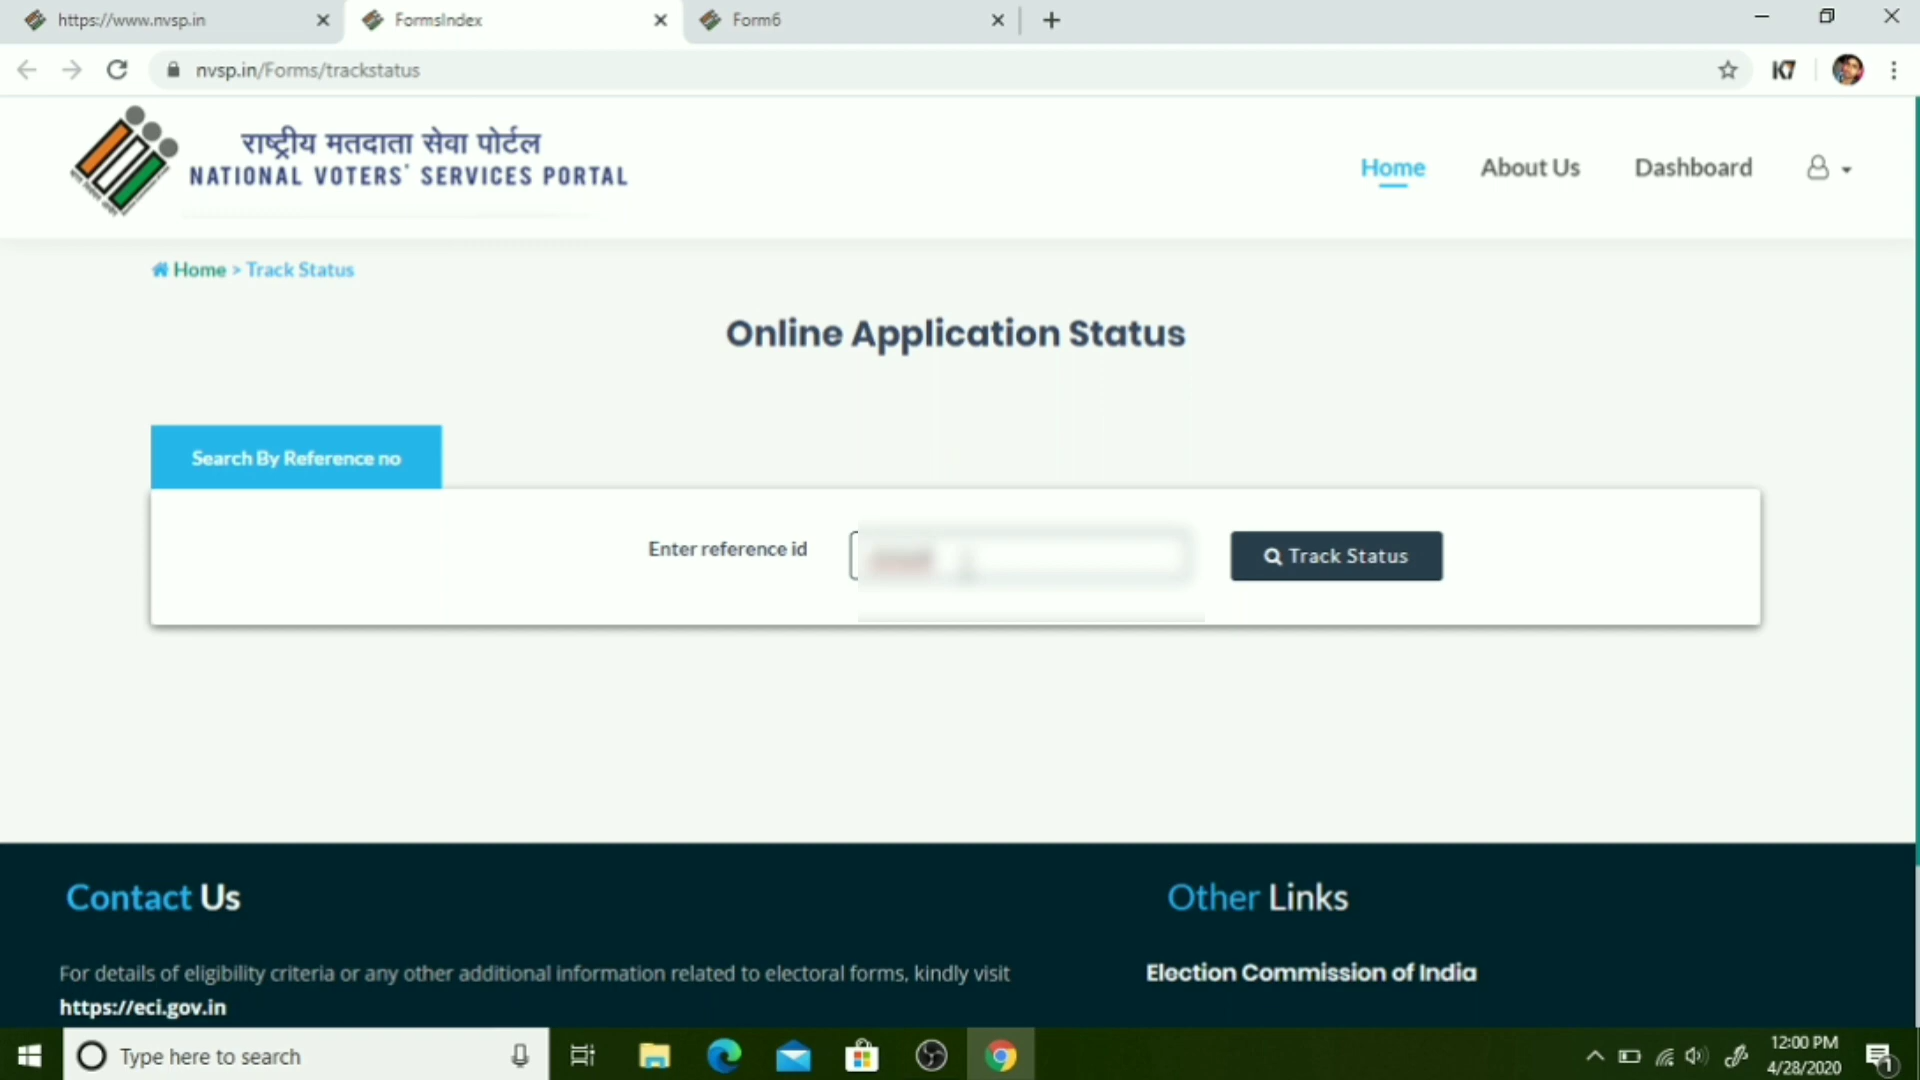 https://www.nvsp.in
FormsIndex
Form6
nvsp.in/Forms/trackstatus
K7
राष्ट्रीय मतदाता सेवा पोर्टल
NATIONAL VOTERS' SERVICES PORTAL
Home
About Us
Dashboard
Home > Track Status
Online Application Status
Search By Reference no
Enter reference id
Track Status
Contact Us
Other Links
For details of eligibility criteria or any other additional information related to electoral forms, kindly visit
https://eci.gov.in
Election Commission of India
Type here to search
12:00 PM
4/28/2020
1